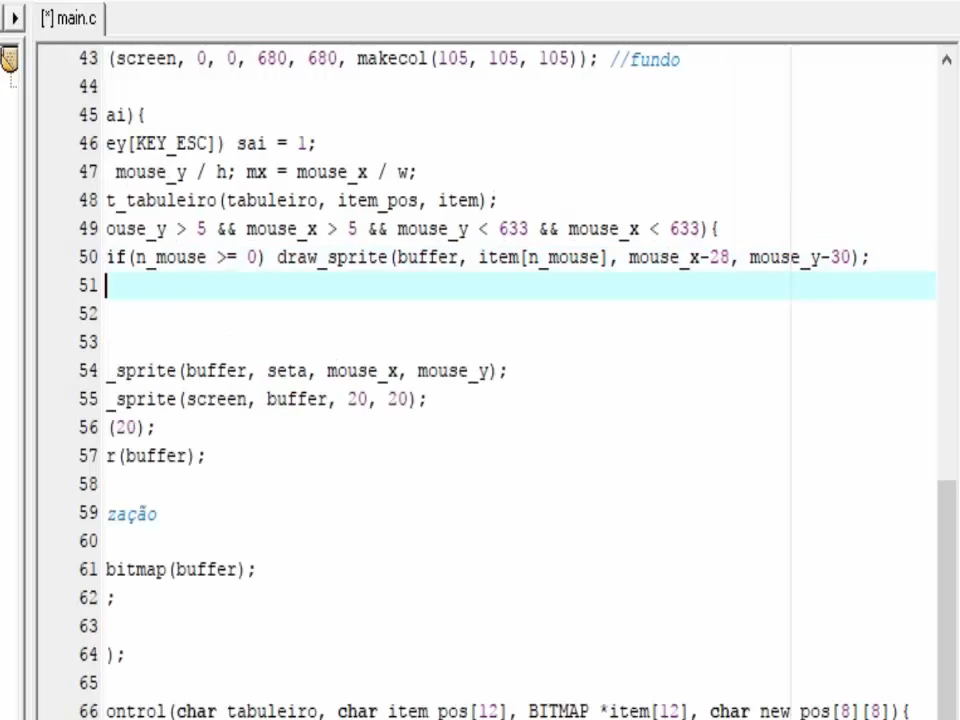 [*] main.c
43 (screen, 0, 0, 680, 680, makecol(105, 105, 105)); //fundo
44
45 ai){
46 ey[KEY_ESC]) sai = 1;
47 mouse_y / h; mx = mouse_x / w;
48 t_tabuleiro(tabuleiro, item_pos, item);
49 ouse_y > 5 && mouse_x > 5 && mouse_y < 633 && mouse_x < 633){
50 if(n_mouse >= 0) draw_sprite(buffer, item[n_mouse], mouse_x-28, mouse_y-30);
51
52
53
54 _sprite(buffer, seta, mouse_x, mouse_y);
55 _sprite(screen, buffer, 20, 20);
56 (20);
57 r(buffer);
58
59 zação
60
61 bitmap(buffer);
62 ;
63
64 );
65
66 ontrol(char tabuleiro, char item_pos[12], BITMAP *item[12], char new_pos[8][8]){